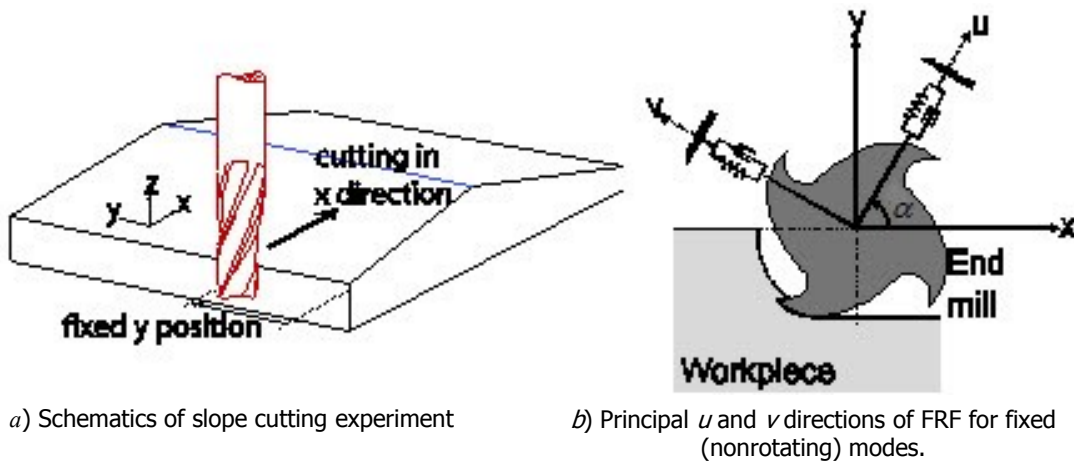 z
y
x
cutting in
x direction
fixed y position
y
u
v
α
x
End
mill
Workpiece
a) Schematics of slope cutting experiment
b) Principal u and v directions of FRF for fixed
(nonrotating) modes.